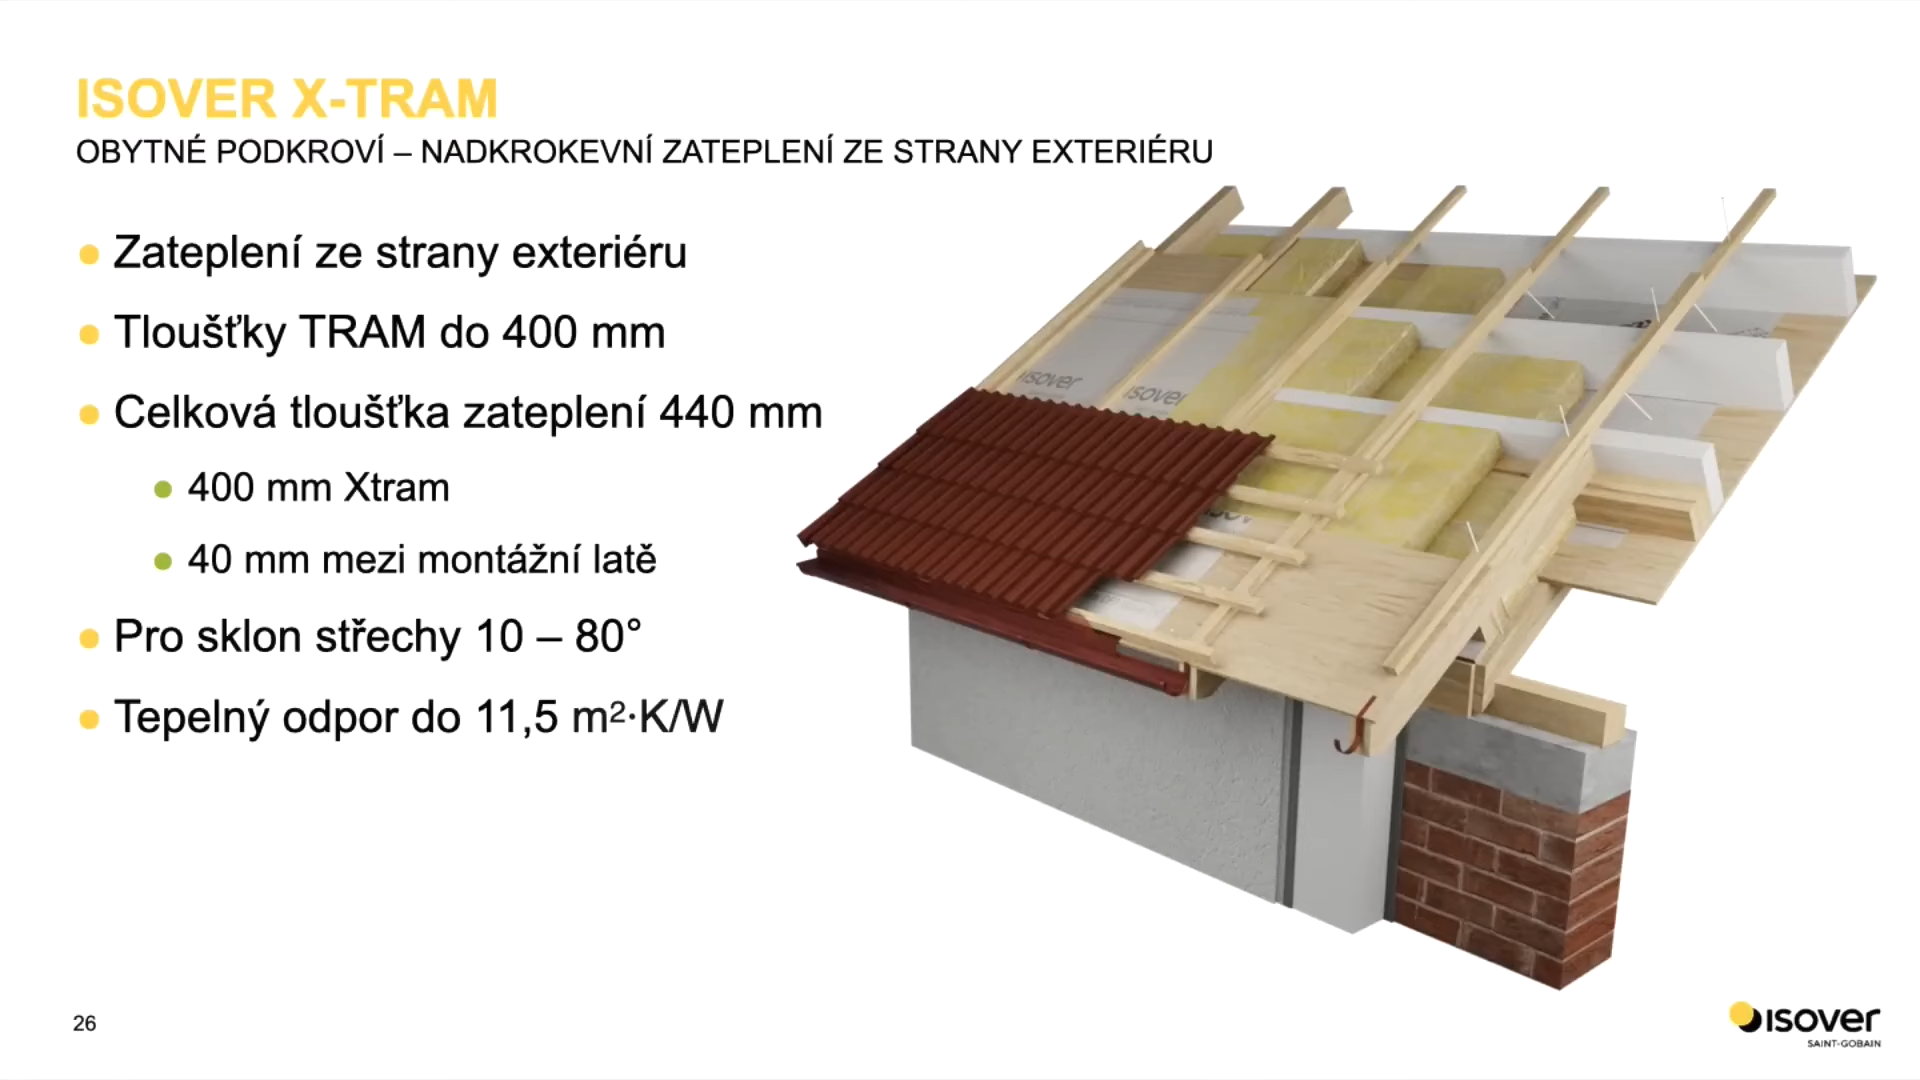 ISOVER X-TRAM
OBYTNÉ PODKROVÍ – NADKROKEVNÍ ZATEPLENÍ ZE STRANY EXTERIÉRU
Zateplení ze strany exteriéru
Tloušťky TRAM do 400 mm
Celková tloušťka zateplení 440 mm
400 mm Xtram
40 mm mezi montážní latě
Pro sklon střechy 10 – 80°
Tepelný odpor do 11,5 m²·K/W
isover
isover
26
isover
SAINT-GOBAIN